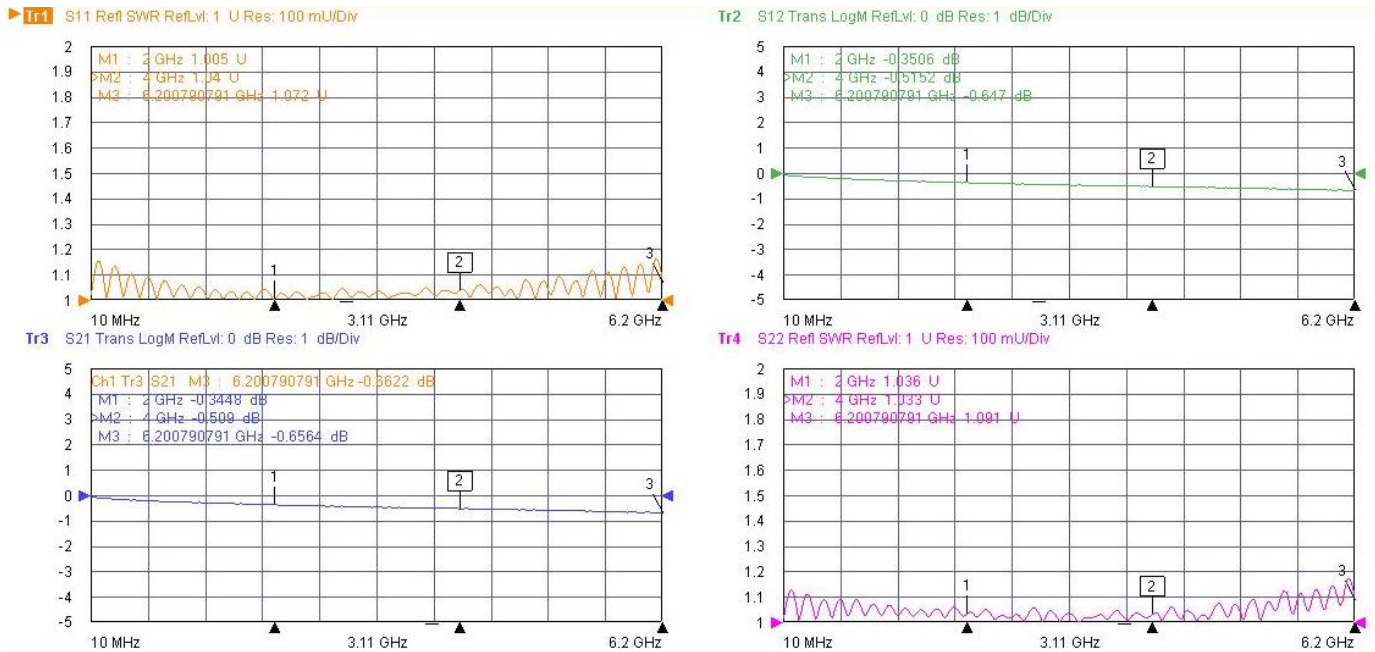 Tr1 S11 Refl SWR RefLvl: 1 U Res: 100 mU/Div
2
M1 : 2 GHz 1.005 U
1.9
>M2 : 4 GHz 1.04 U
1.8
M3 : 6.200790791 GHz 1.072 U
1.7
1.6
1.5
1.4
1.3
1.2
1.1
1
1
2
3
10 MHz
3.11 GHz
6.2 GHz
Tr2 S12 Trans LogM RefLvl: 0 dB Res: 1 dB/Div
5
M1 : 2 GHz -0.3506 dB
4
>M2 : 4 GHz -0.5152 dB
3
M3 : 6.200790791 GHz -0.647 dB
2
1
0
-1
-2
-3
-4
-5
1
2
3
10 MHz
3.11 GHz
6.2 GHz
Tr3 S21 Trans LogM RefLvl: 0 dB Res: 1 dB/Div
5
Ch1 Tr3 S21 M3 : 6.200790791 GHz -0.6622 dB
4
M1 : 2 GHz -0.3448 dB
3
>M2 : 4 GHz -0.509 dB
2
M3 : 6.200790791 GHz -0.6564 dB
1
0
-1
-2
-3
-4
-5
1
2
3
10 MHz
3.11 GHz
6.2 GHz
Tr4 S22 Refl SWR RefLvl: 1 U Res: 100 mU/Div
2
M1 : 2 GHz 1.036 U
1.9
>M2 : 4 GHz 1.033 U
1.8
M3 : 6.200790791 GHz 1.091 U
1.7
1.6
1.5
1.4
1.3
1.2
1.1
1
1
2
3
10 MHz
3.11 GHz
6.2 GHz